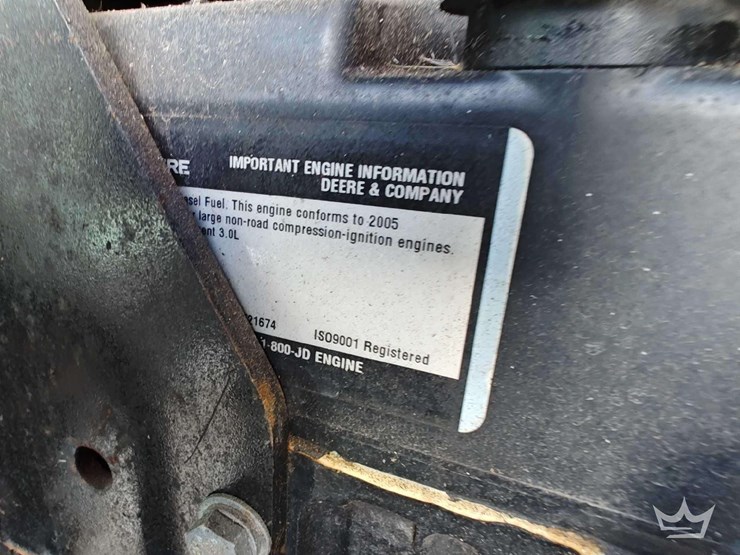 RE IMPORTANT ENGINE INFORMATION
DEERE & COMPANY
esel Fuel. This engine conforms to 2005
large non-road compression-ignition engines.
ent 3.0L
21674 ISO9001 Registered
1-800-JD ENGINE